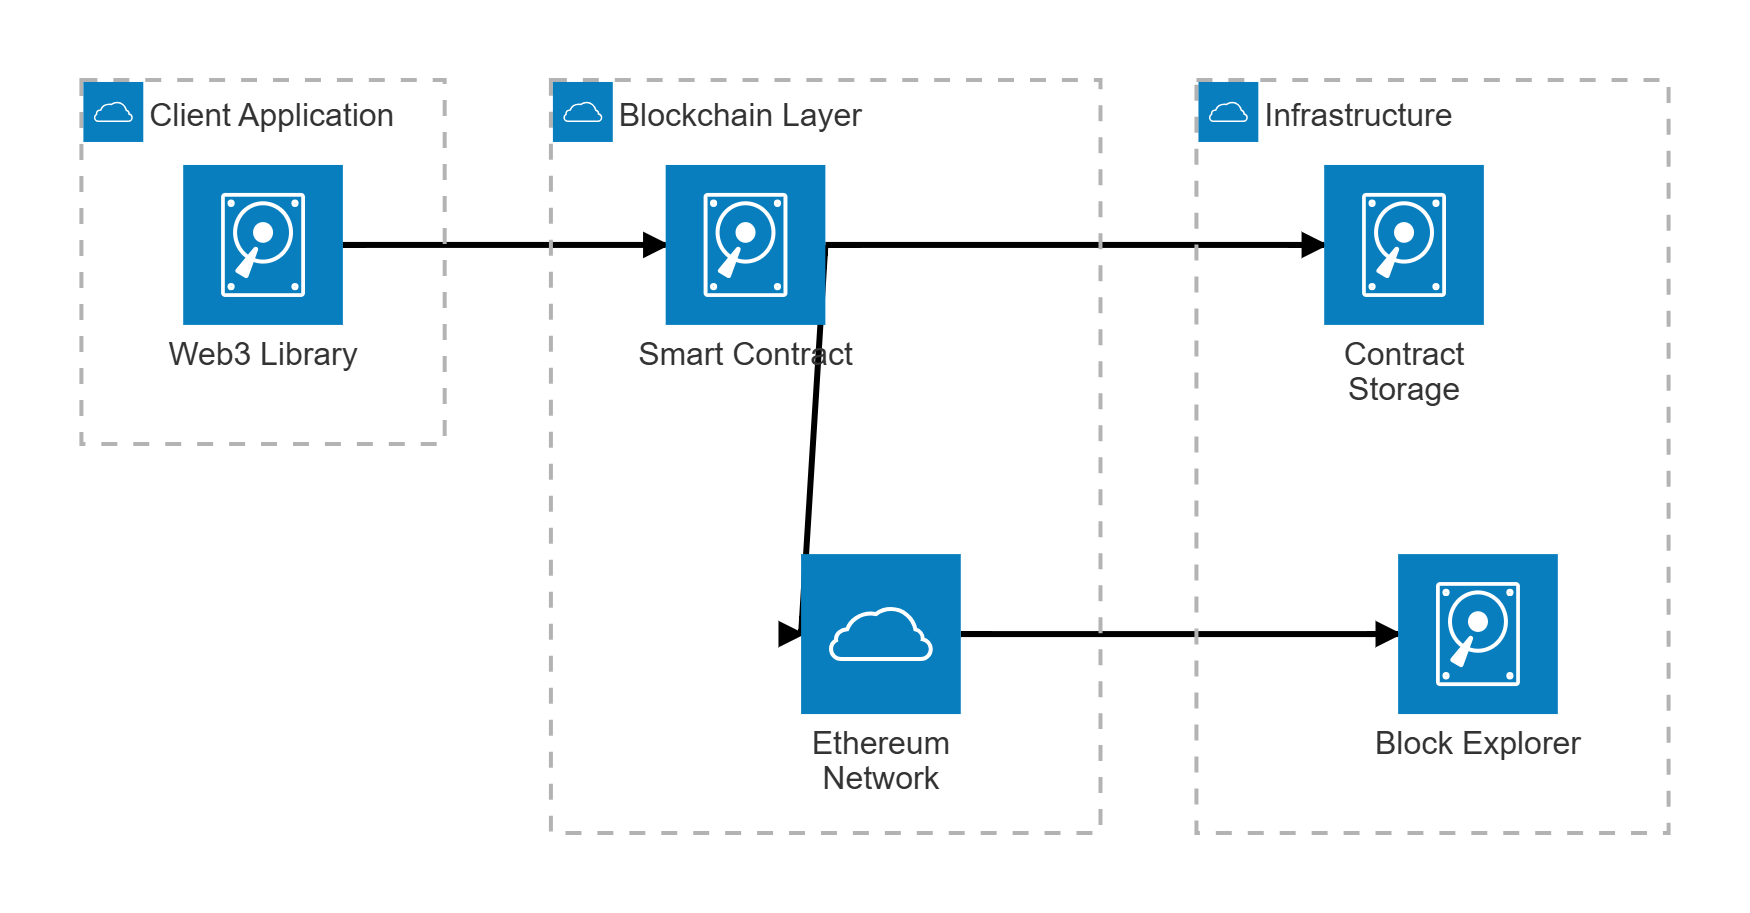 Client Application
Web3 Library
Blockchain Layer
Smart Contract
Ethereum
Network
Infrastructure
Contract
Storage
Block Explorer